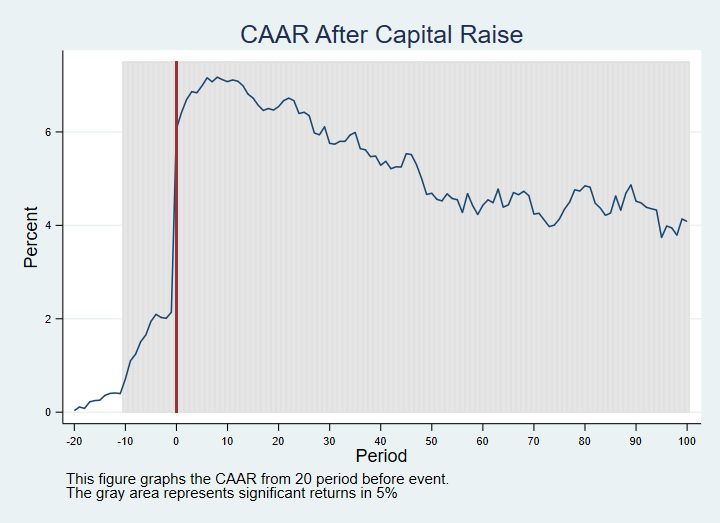 CAAR After Capital Raise
Percent
6
4
2
0
-20 -10 0 10 20 30 40 50 60 70 80 90 100
Period
This figure graphs the CAAR from 20 period before event.
The gray area represents significant returns in 5%